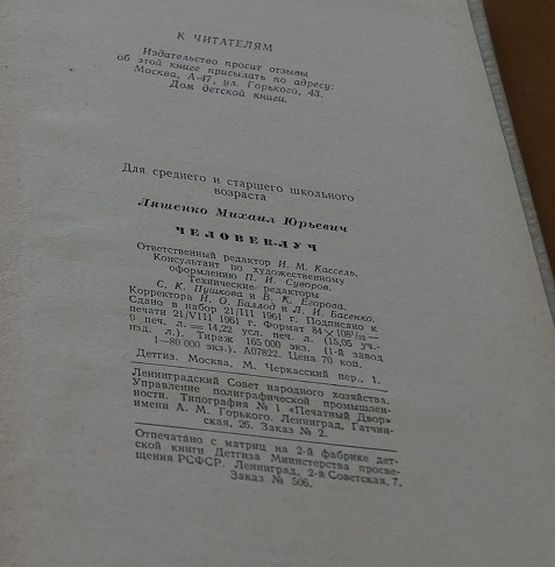 К ЧИТАТЕЛЯМ
Издательство просит отзывы
об этой книге присылать по адресу:
Москва, А-47, ул. Горького, 43.
Дом детской книги.
Для среднего и старшего школьного
возраста
Ляшенко Михаил Юрьевич
ЧЕЛОВЕК-ЛУЧ
Ответственный редактор И. М. Кассель.
Консультант по художественному
оформлению П. И. Суворов.
Технические редакторы
С. К. Пушкова и В. К. Егорова.
Корректора Н. О. Баллод и Л. И. Басенко.
Сдано в набор 21/III 1961 г. Подписано к
печати 21/VIII 1961 г. Формат 84×108¹/₃₂—
9 печ. л. = 14,22 усл. печ. л. (15,05 уч.-
изд. л.). Тираж 165 000 экз. (1-й завод
1—80 000 экз.). А07822. Цена 70 коп.
Детгиз. Москва, М. Черкасский пер., 1.
Ленинградский Совет народного хозяйства.
Управление полиграфической промышлен-
ности. Типография № 1 «Печатный Двор»
имени А. М. Горького. Ленинград, Гатчин-
ская, 26. Заказ № 2.
Отпечатано с матриц на 2-й фабрике дет-
ской книги Детгиза Министерства просве-
щения РСФСР. Ленинград, 2-я Советская, 7.
Заказ № 506.